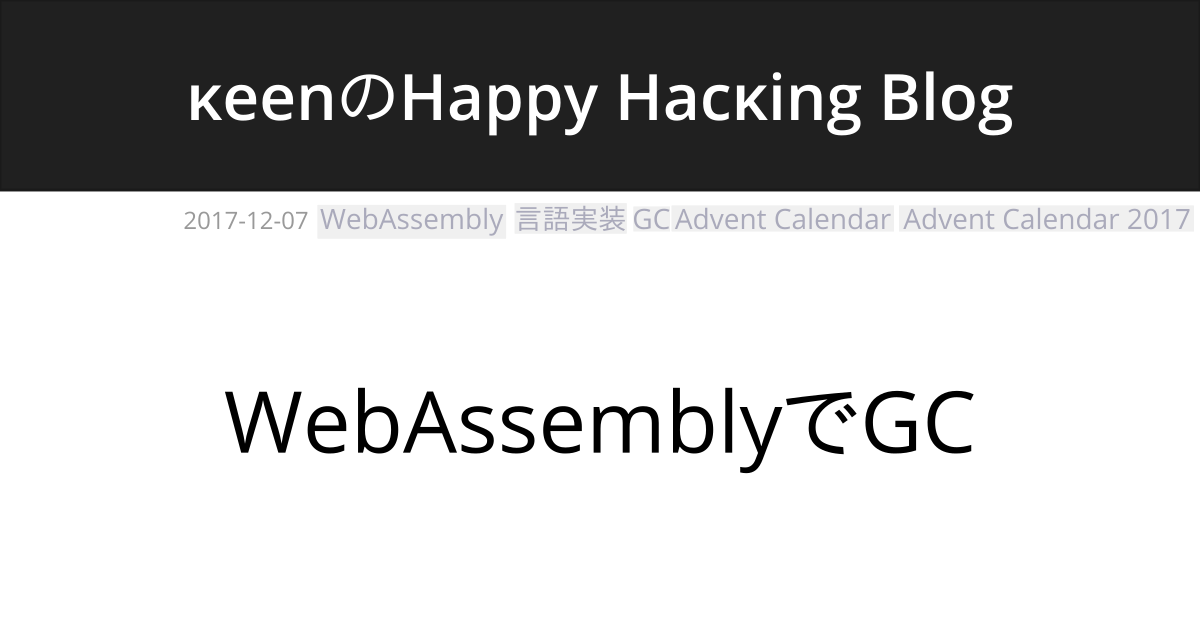 κeenのHappy Hacκing Blog
2017-12-07 WebAssembly 言語実装 GC Advent Calendar Advent Calendar 2017
WebAssemblyでGC